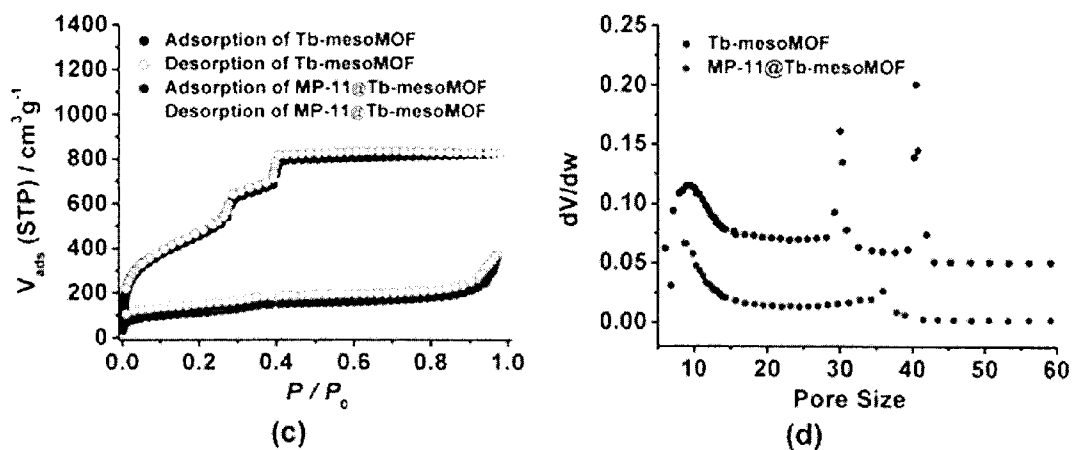 1400
1200
1000
800
600
400
200
0
V_ads (STP) / cm³g⁻¹
Adsorption of Tb-mesoMOF
Desorption of Tb-mesoMOF
Adsorption of MP-11@Tb-mesoMOF
Desorption of MP-11@Tb-mesoMOF
0.0 0.2 0.4 0.6 0.8 1.0
P / P₀
(c)
0.25
0.20
0.15
0.10
0.05
0.00
dV/dw
Tb-mesoMOF
MP-11@Tb-mesoMOF
10 20 30 40 50 60
Pore Size
(d)